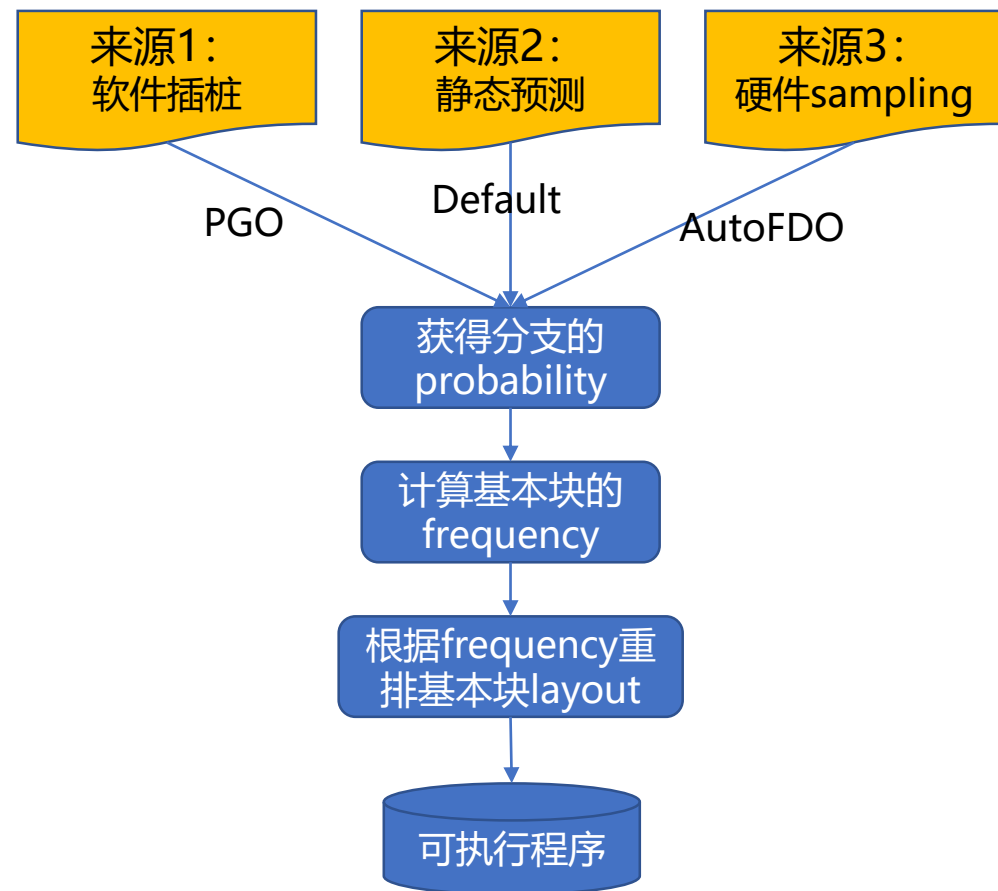 来源1：
软件插桩
来源2：
静态预测
来源3：
硬件sampling
PGO
Default
AutoFDO
获得分支的
probability
计算基本块的
frequency
根据frequency重
排基本块layout
可执行程序